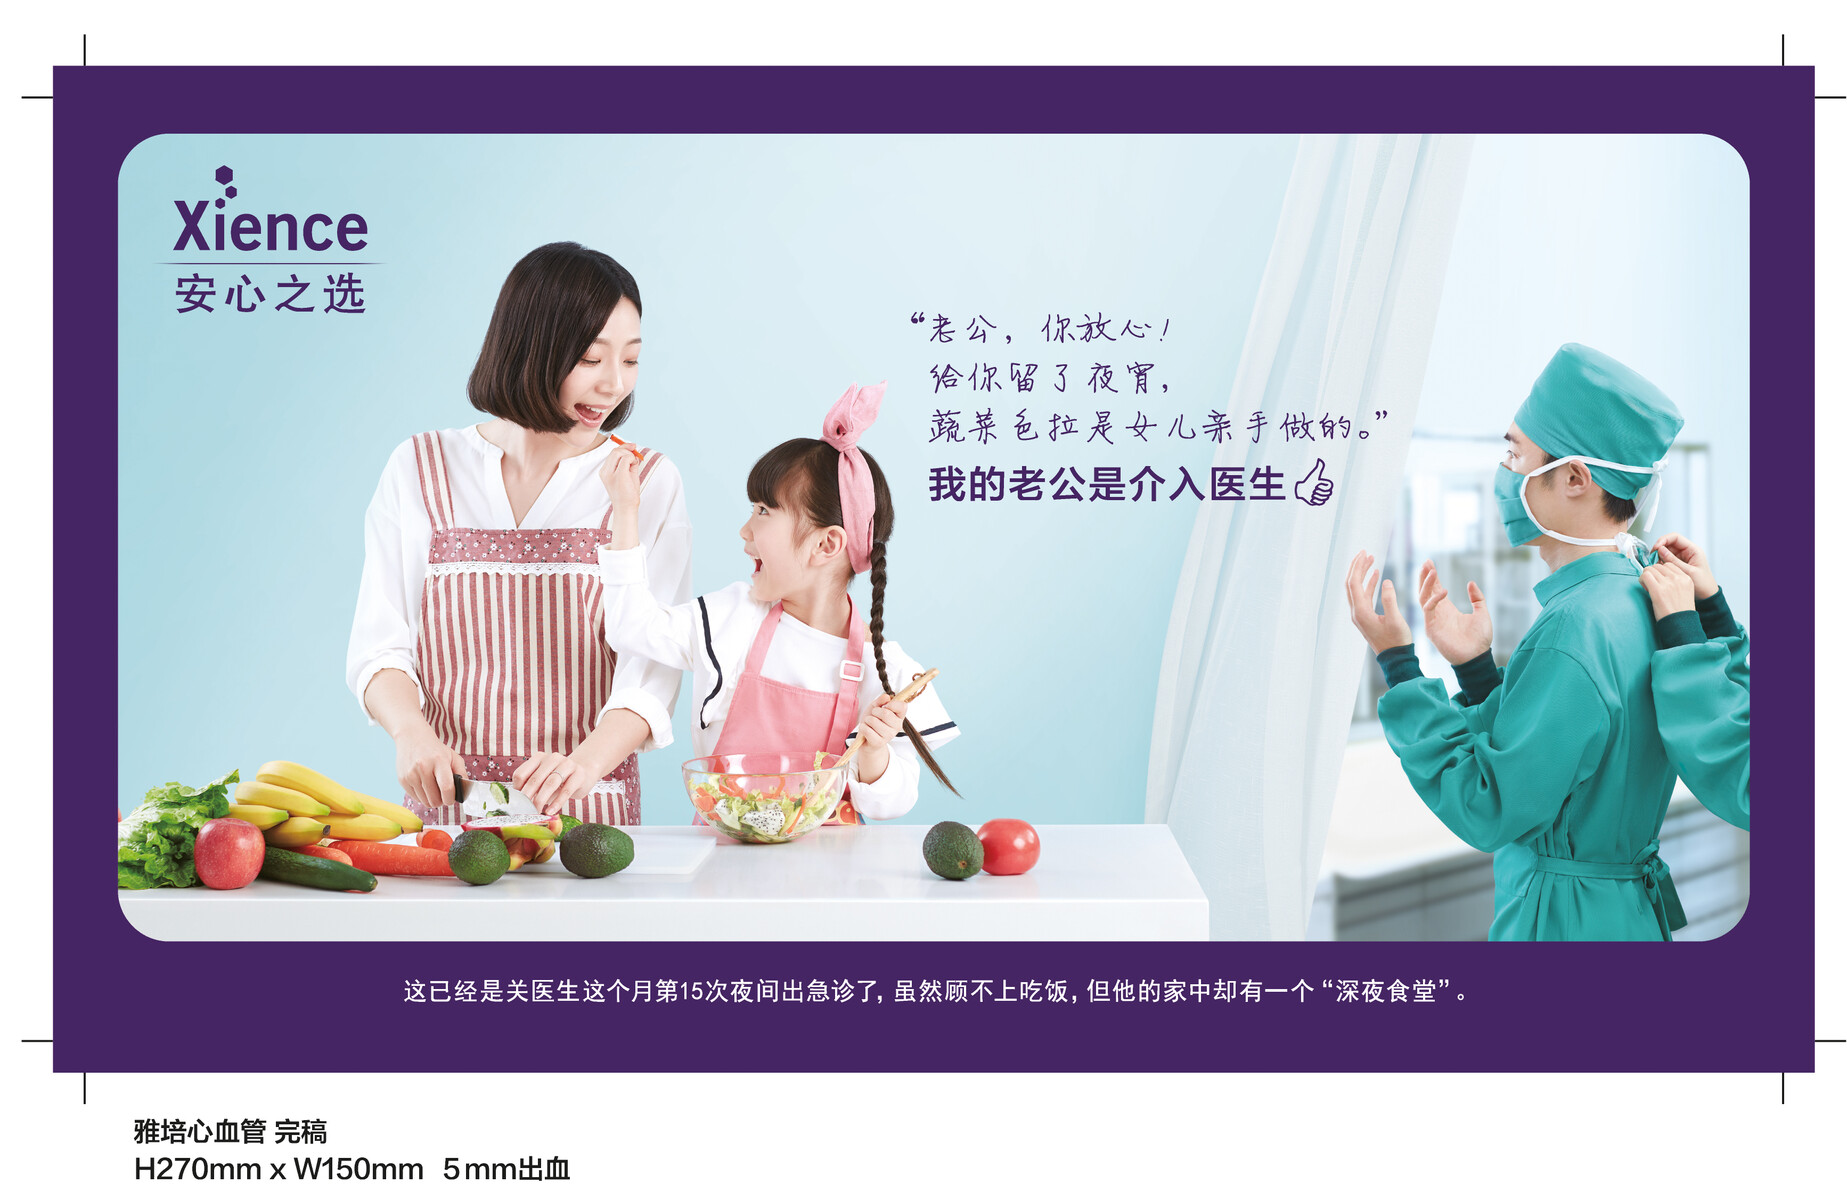 Xience
安心之选
“老公，你放心！
给你留了夜宵，
蔬菜色拉是女儿亲手做的。”
我的老公是介入医生
这已经是关医生这个月第15次夜间出急诊了，虽然顾不上吃饭，但他的家中却有一个“深夜食堂”。
雅培心血管 完稿
H270mm x W150mm 5mm出血